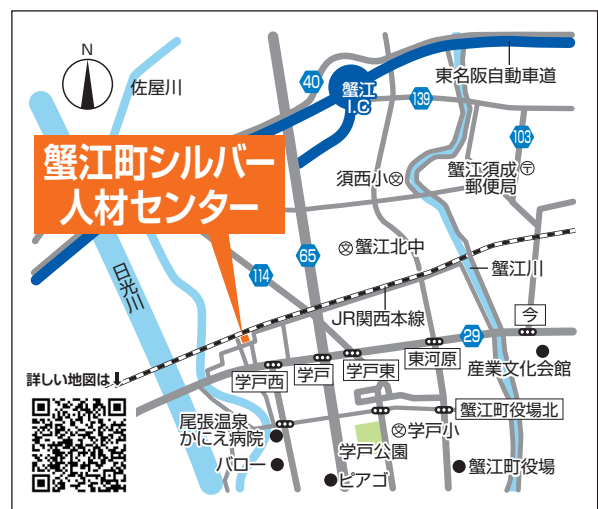 N
佐屋川
40
蟹江
I.C
東名阪自動車道
139
103
蟹江町シルバー
人材センター
須西小
蟹江須成
郵便局
〒
文
蟹江北中
文
日光川
114
65
蟹江川
JR関西本線
29
今
学戸西
学戸
学戸東
東河原
産業文化会館
詳しい地図は
尾張温泉
かにえ病院
蟹江町役場北
学戸公園
文
学戸小
バロー
ピアゴ
蟹江町役場